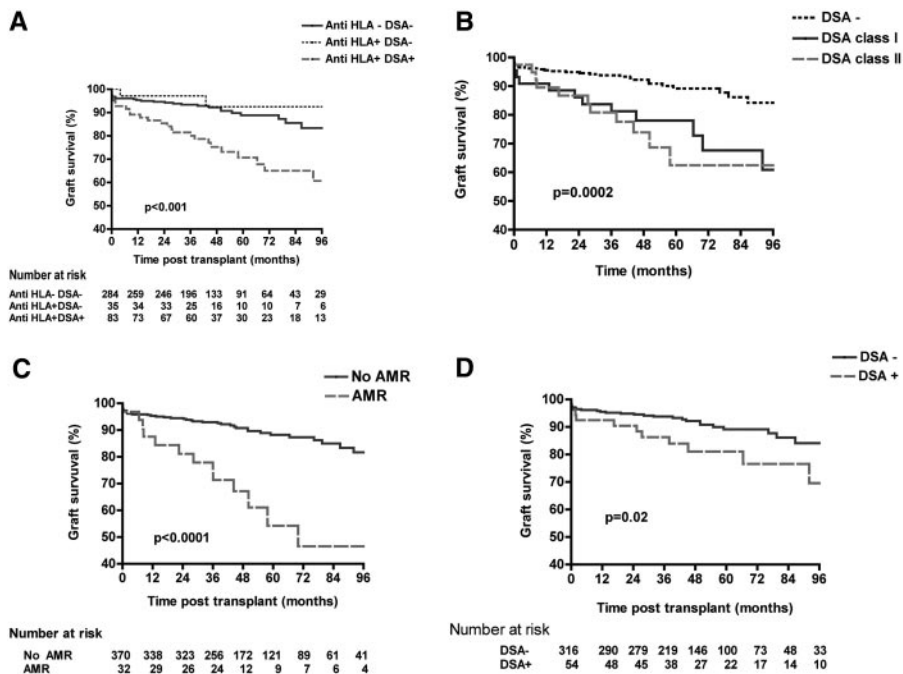 A
Anti HLA - DSA-
Anti HLA+ DSA-
Anti HLA+ DSA+
Graft survival (%)
100
90
80
70
60
50
40
p<0.001
0 12 24 36 48 60 72 84 96
Time post transplant (months)
Number at risk
Anti HLA- DSA- 284 259 246 196 133 91 64 43 29
Anti HLA+DSA- 35 34 33 25 16 10 10 7 6
Anti HLA+DSA+ 83 73 67 60 37 30 23 18 13
B
DSA -
DSA class I
DSA class II
Graft survival (%)
100
90
80
70
60
50
40
p=0.0002
0 12 24 36 48 60 72 84 96
Time (months)
C
No AMR
AMR
Graft survuval (%)
100
90
80
70
60
50
40
p<0.0001
0 12 24 36 48 60 72 84 96
Time post transplant (months)
Number at risk
No AMR 370 338 323 256 172 121 89 61 41
AMR 32 29 26 24 12 9 7 6 4
D
DSA -
DSA +
Graft survival (%)
100
90
80
70
60
50
40
p=0.02
0 12 24 36 48 60 72 84 96
Time post transplant (months)
Number at risk
DSA- 316 290 279 219 146 100 73 48 33
DSA+ 54 48 45 38 27 22 17 14 10